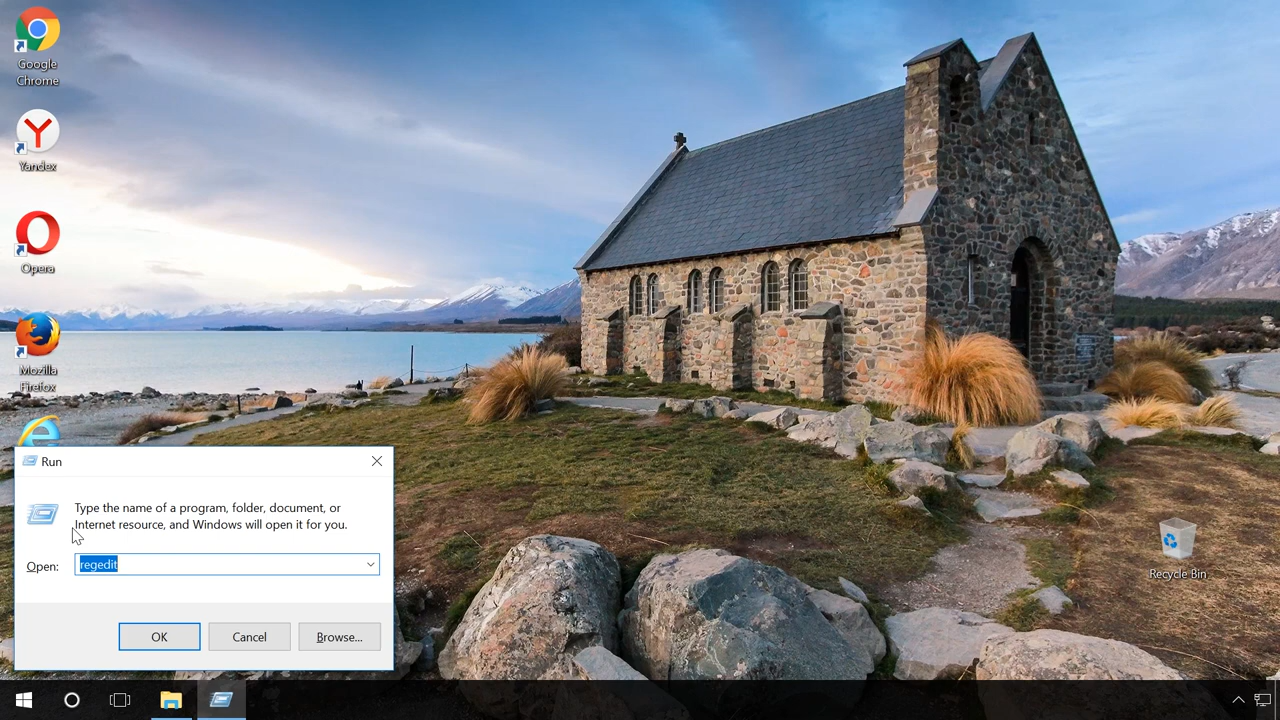 Google
Chrome
Yandex
Opera
Mozilla
Firefox
Run
Type the name of a program, folder, document, or
Internet resource, and Windows will open it for you.
Open:
regedit
OK
Cancel
Browse...
Recycle Bin